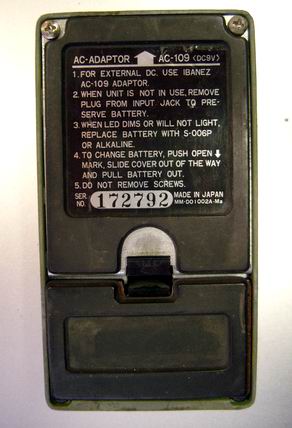 AC-ADAPTOR AC-109 <DC9V>
1. FOR EXTERNAL DC. USE IBANEZ
AC-109 ADAPTOR.
2. WHEN UNIT IS NOT IN USE, REMOVE
PLUG FROM INPUT JACK TO PRE-
SERVE BATTERY.
3. WHEN LED DIMS OR WILL NOT LIGHT,
REPLACE BATTERY WITH S-006P
OR ALKALINE.
4. TO CHANGE BATTERY, PUSH OPEN ⬇
MARK, SLIDE COVER OUT OF THE WAY
AND PULL BATTERY OUT.
5. DO NOT REMOVE SCREWS.
SER. NO. 172792 MADE IN JAPAN
MM-001002A-Ma